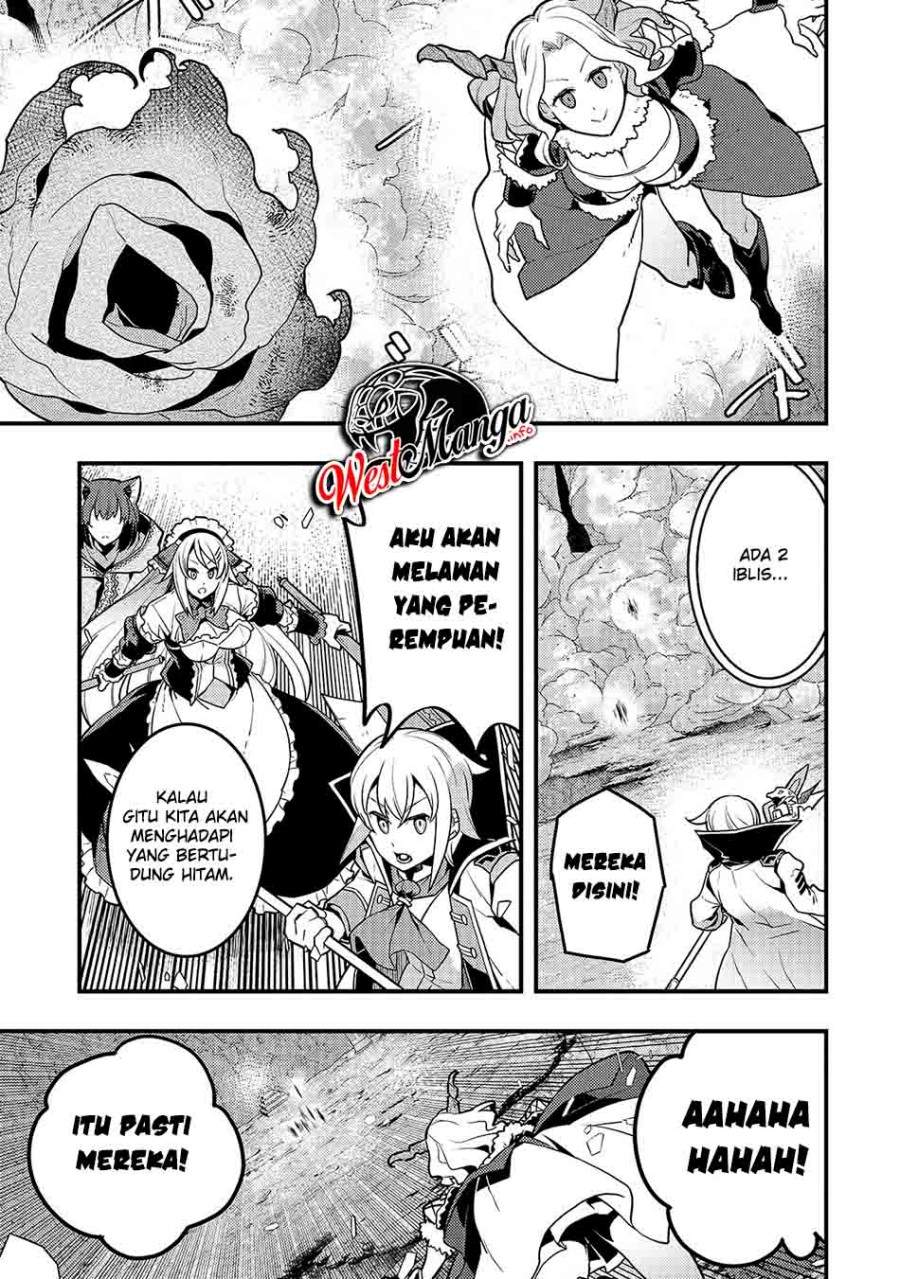 WestManga
.info
ADA 2
IBLIS...
MEREKA
DISINI!
AKU AKAN
MELAWAN
YANG PE-
REMPUAN!
KALAU
GITU KITA AKAN
MENGHADAPI
YANG BERTU-
DUNG HITAM.
AAHAHA
HAHAH!
ITU PASTI
MEREKA!